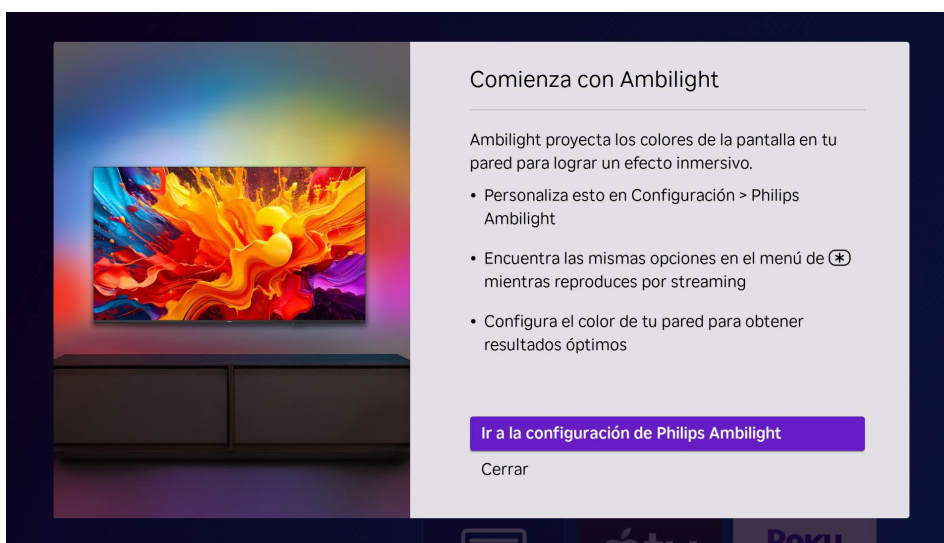 Comienza con Ambilight
Ambilight proyecta los colores de la pantalla en tu
pared para lograr un efecto inmersivo.
• Personaliza esto en Configuración > Philips
Ambilight
• Encuentra las mismas opciones en el menú de ✱
mientras reproduces por streaming
• Configura el color de tu pared para obtener
resultados óptimos
Ir a la configuración de Philips Ambilight
Cerrar
tv
Roku